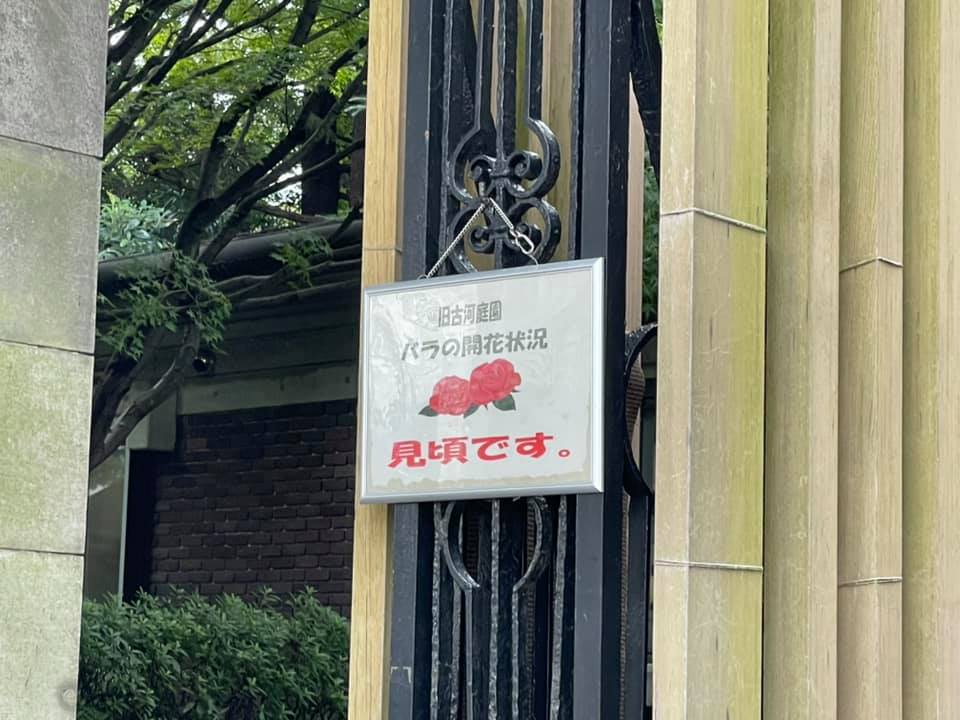 旧古河庭園
バラの開花状況
見頃です。